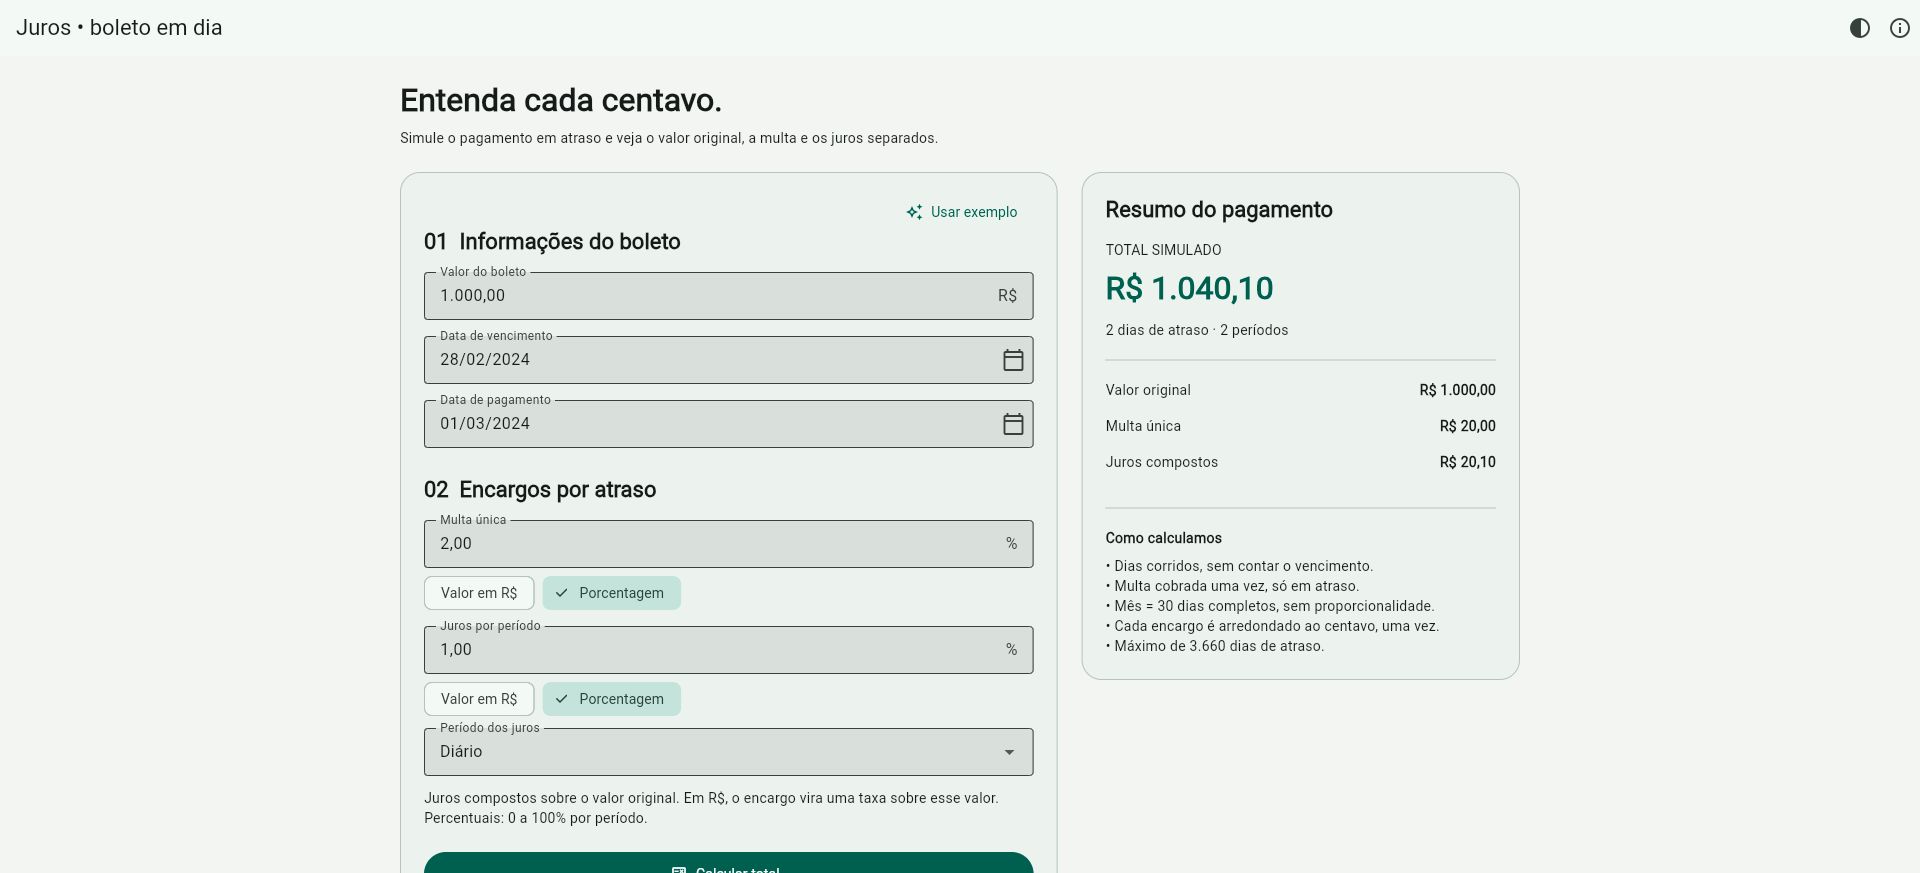 Juros • boleto em dia
Entenda cada centavo.
Simule o pagamento em atraso e veja o valor original, a multa e os juros separados.
Usar exemplo
01 Informações do boleto
Valor do boleto
1.000,00 R$
Data de vencimento
28/02/2024
Data de pagamento
01/03/2024
02 Encargos por atraso
Multa única
2,00 %
Valor em R$ Porcentagem
Juros por período
1,00 %
Valor em R$ Porcentagem
Período dos juros
Diário
Juros compostos sobre o valor original. Em R$, o encargo vira uma taxa sobre esse valor.
Percentuais: 0 a 100% por período.
Calcular total
Resumo do pagamento
TOTAL SIMULADO
R$ 1.040,10
2 dias de atraso · 2 períodos
Valor original R$ 1.000,00
Multa única R$ 20,00
Juros compostos R$ 20,10
Como calculamos
• Dias corridos, sem contar o vencimento.
• Multa cobrada uma vez, só em atraso.
• Mês = 30 dias completos, sem proporcionalidade.
• Cada encargo é arredondado ao centavo, uma vez.
• Máximo de 3.660 dias de atraso.